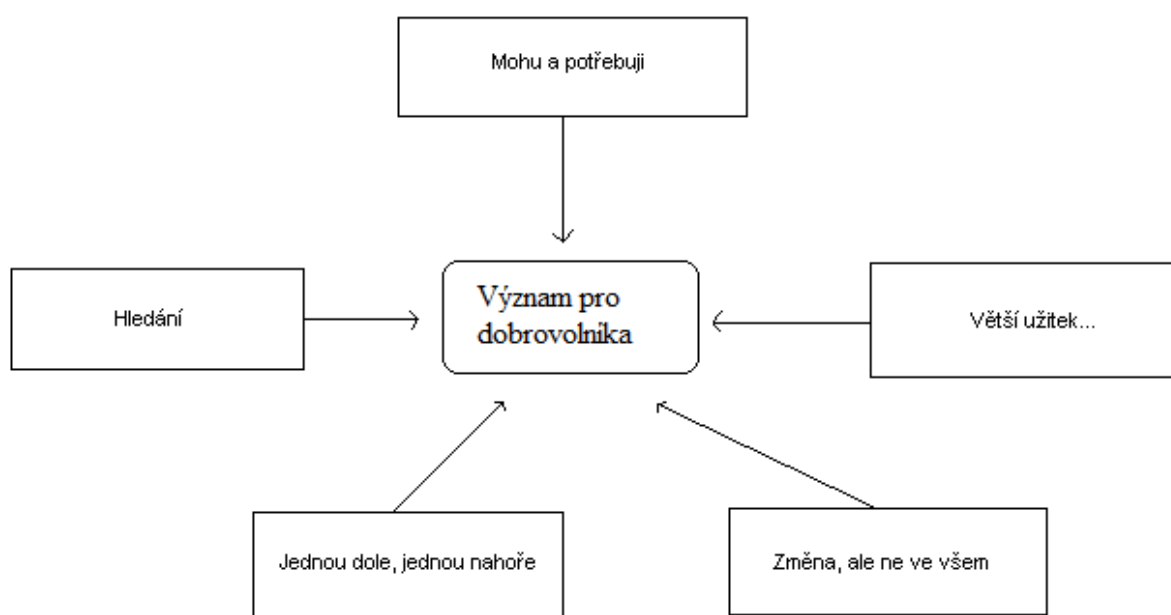 Mohu a potřebuji
Hledání
Význam pro
dobrovolníka
Větší užitek...
Jednou dole, jednou nahoře
Změna, ale ne ve všem